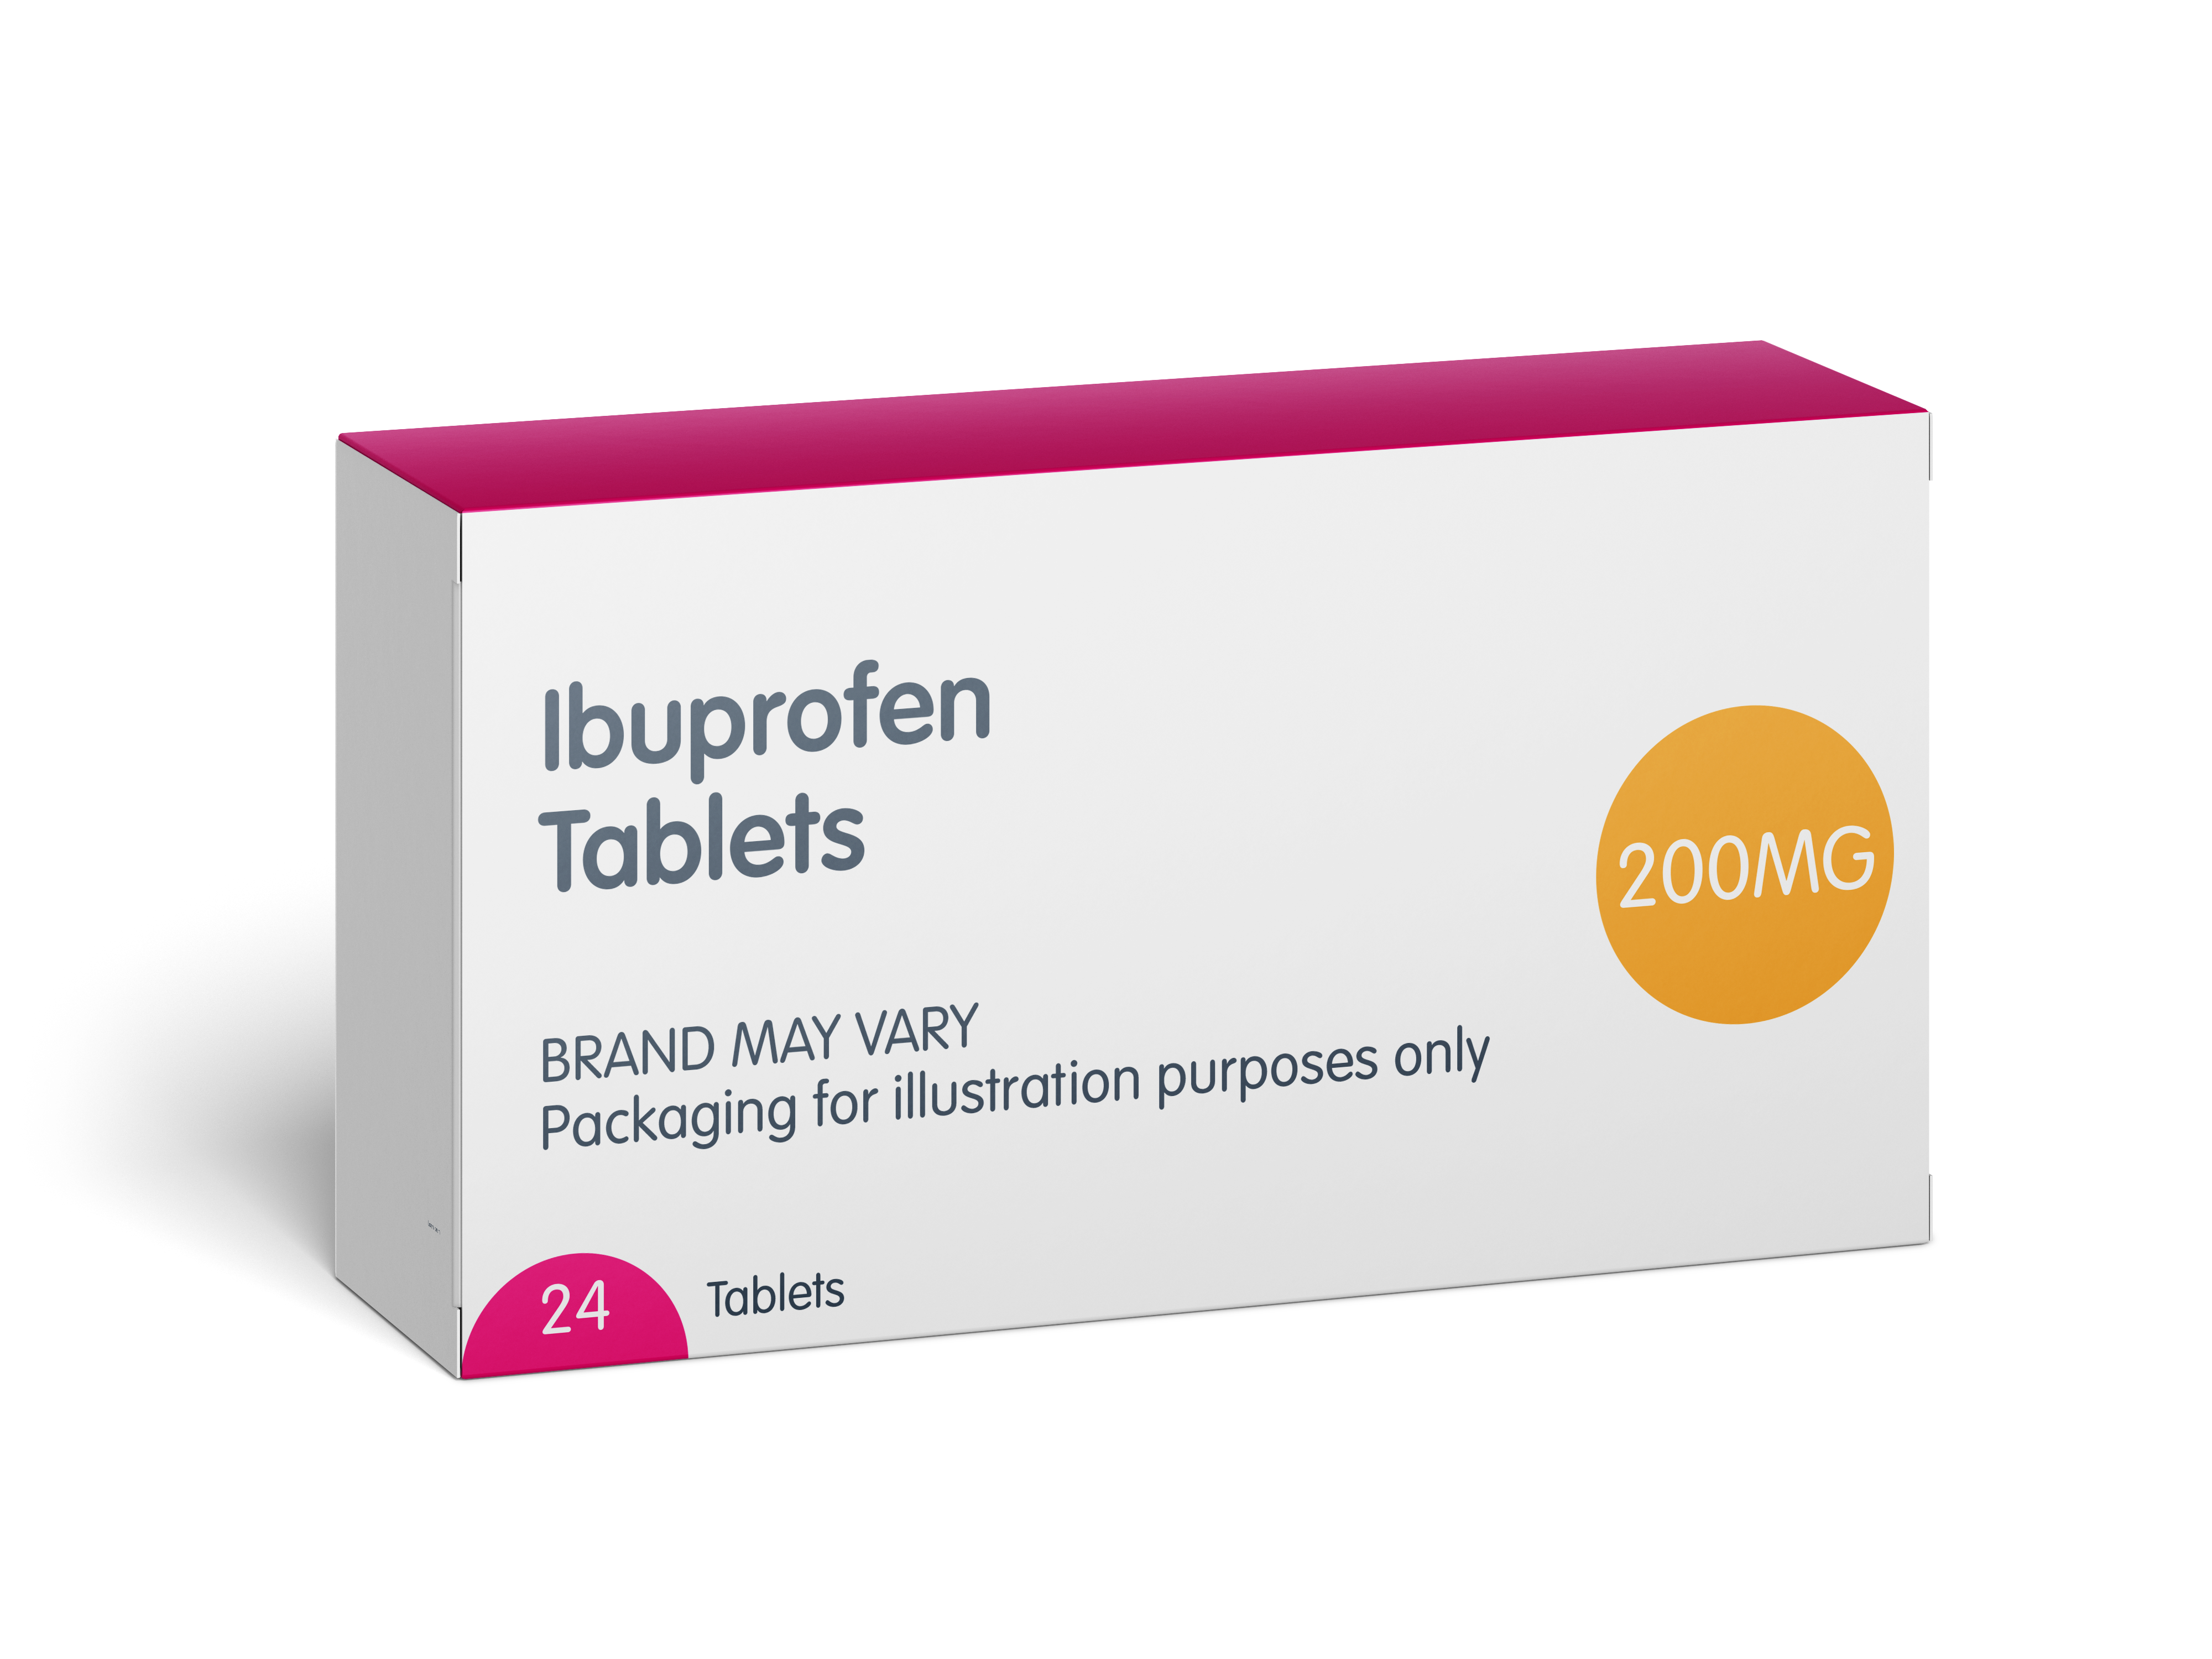 Ibuprofen
Tablets
200MG
BRAND MAY VARY
Packaging for illustration purposes only
24 Tablets